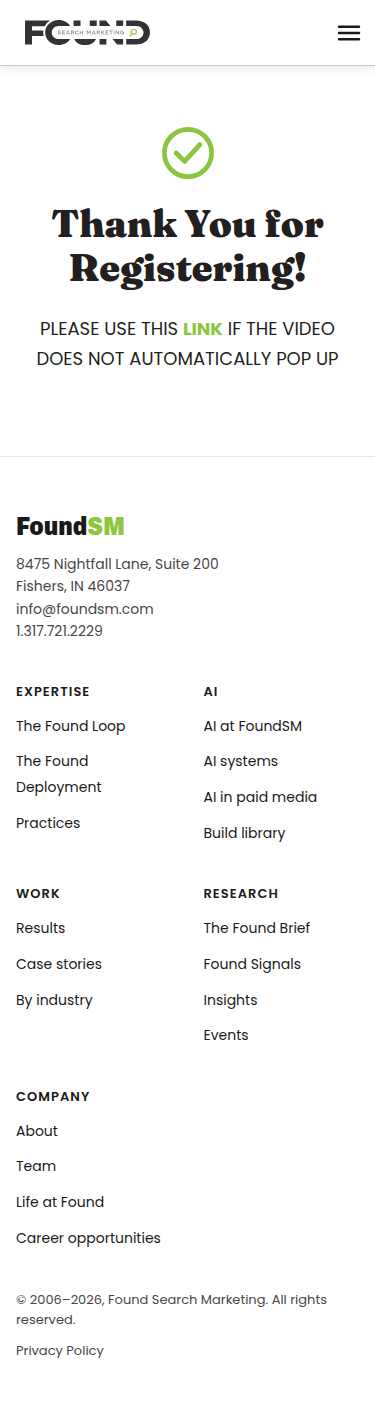 FOUND
SEARCH MARKETING
Thank You for
Registering!
PLEASE USE THIS LINK IF THE VIDEO
DOES NOT AUTOMATICALLY POP UP
FoundSM
8475 Nightfall Lane, Suite 200
Fishers, IN 46037
info@foundsm.com
1.317.721.2229
EXPERTISE
The Found Loop
The Found
Deployment
Practices
AI
AI at FoundSM
AI systems
AI in paid media
Build library
WORK
Results
Case stories
By industry
RESEARCH
The Found Brief
Found Signals
Insights
Events
COMPANY
About
Team
Life at Found
Career opportunities
© 2006–2026, Found Search Marketing. All rights
reserved.
Privacy Policy